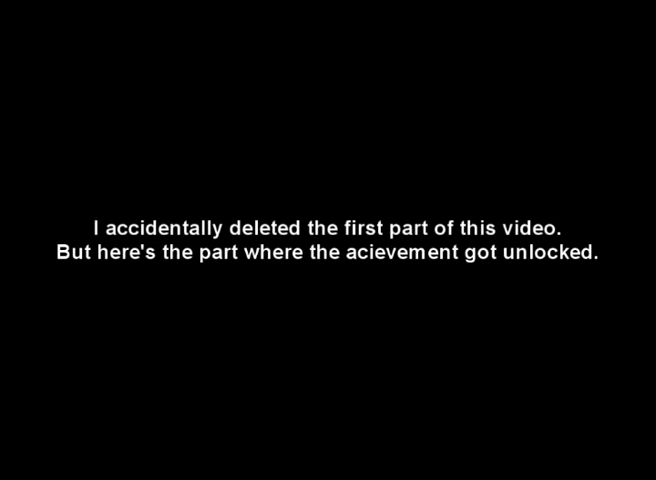 I accidentally deleted the first part of this video.
But here's the part where the acievement got unlocked.